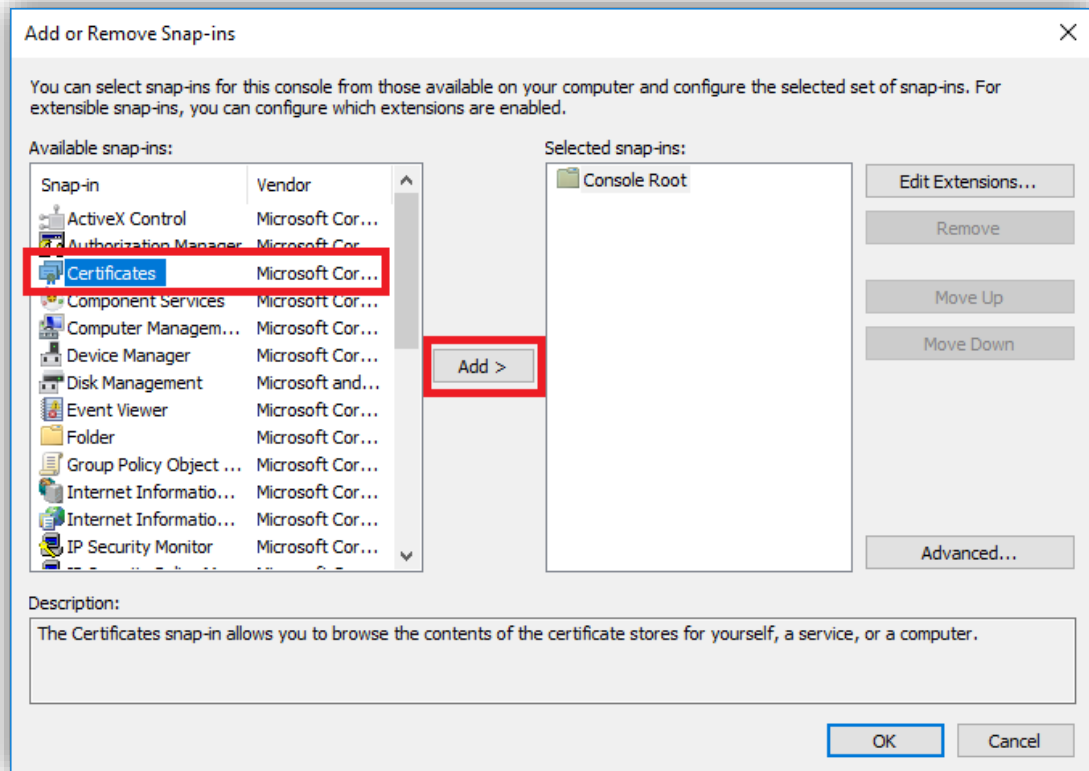 Add or Remove Snap-ins
You can select snap-ins for this console from those available on your computer and configure the selected set of snap-ins. For
extensible snap-ins, you can configure which extensions are enabled.
Available snap-ins:
Snap-in Vendor
ActiveX Control Microsoft Cor...
Authorization Manager Microsoft Cor...
Certificates Microsoft Cor...
Component Services Microsoft Cor...
Computer Managem... Microsoft Cor...
Device Manager Microsoft Cor...
Disk Management Microsoft and...
Event Viewer Microsoft Cor...
Folder Microsoft Cor...
Group Policy Object ... Microsoft Cor...
Internet Informatio... Microsoft Cor...
Internet Informatio... Microsoft Cor...
IP Security Monitor Microsoft Cor...
Add >
Selected snap-ins:
Console Root
Edit Extensions...
Remove
Move Up
Move Down
Advanced...
Description:
The Certificates snap-in allows you to browse the contents of the certificate stores for yourself, a service, or a computer.
OK
Cancel